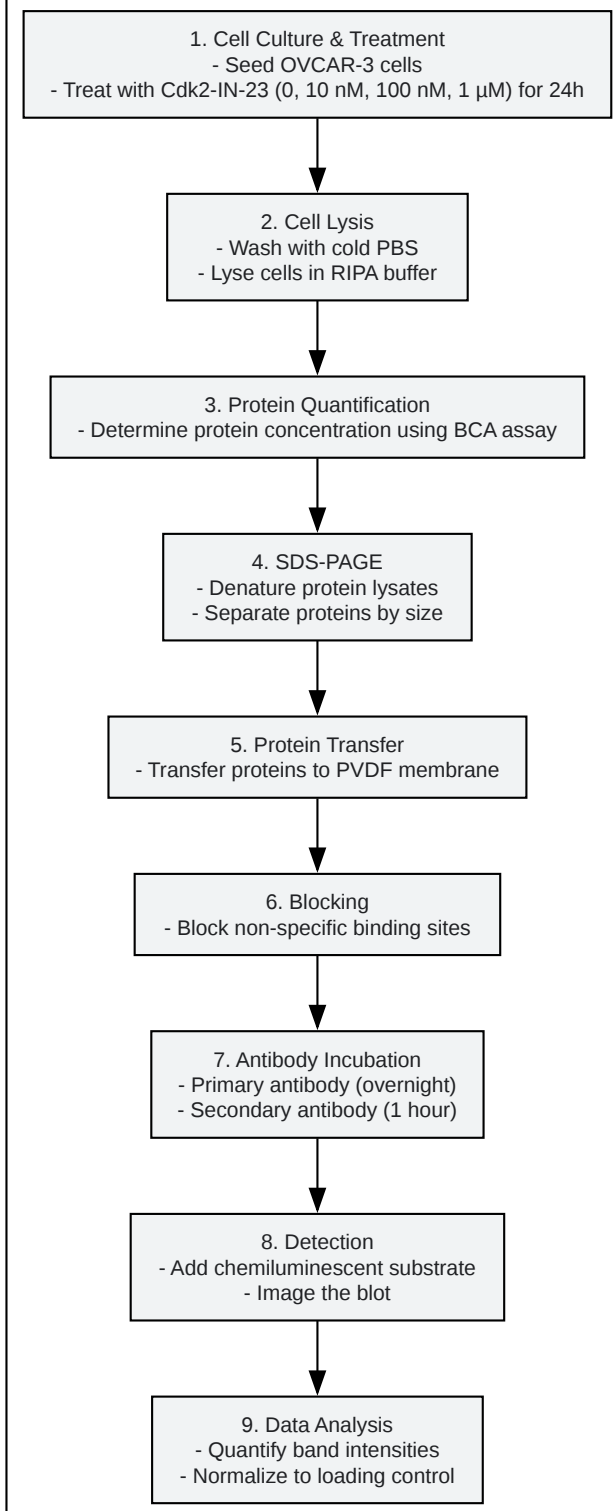 1. Cell Culture & Treatment
- Seed OVCAR-3 cells
- Treat with Cdk2-IN-23 (0, 10 nM, 100 nM, 1 µM) for 24h
2. Cell Lysis
- Wash with cold PBS
- Lyse cells in RIPA buffer
3. Protein Quantification
- Determine protein concentration using BCA assay
4. SDS-PAGE
- Denature protein lysates
- Separate proteins by size
5. Protein Transfer
- Transfer proteins to PVDF membrane
6. Blocking
- Block non-specific binding sites
7. Antibody Incubation
- Primary antibody (overnight)
- Secondary antibody (1 hour)
8. Detection
- Add chemiluminescent substrate
- Image the blot
9. Data Analysis
- Quantify band intensities
- Normalize to loading control